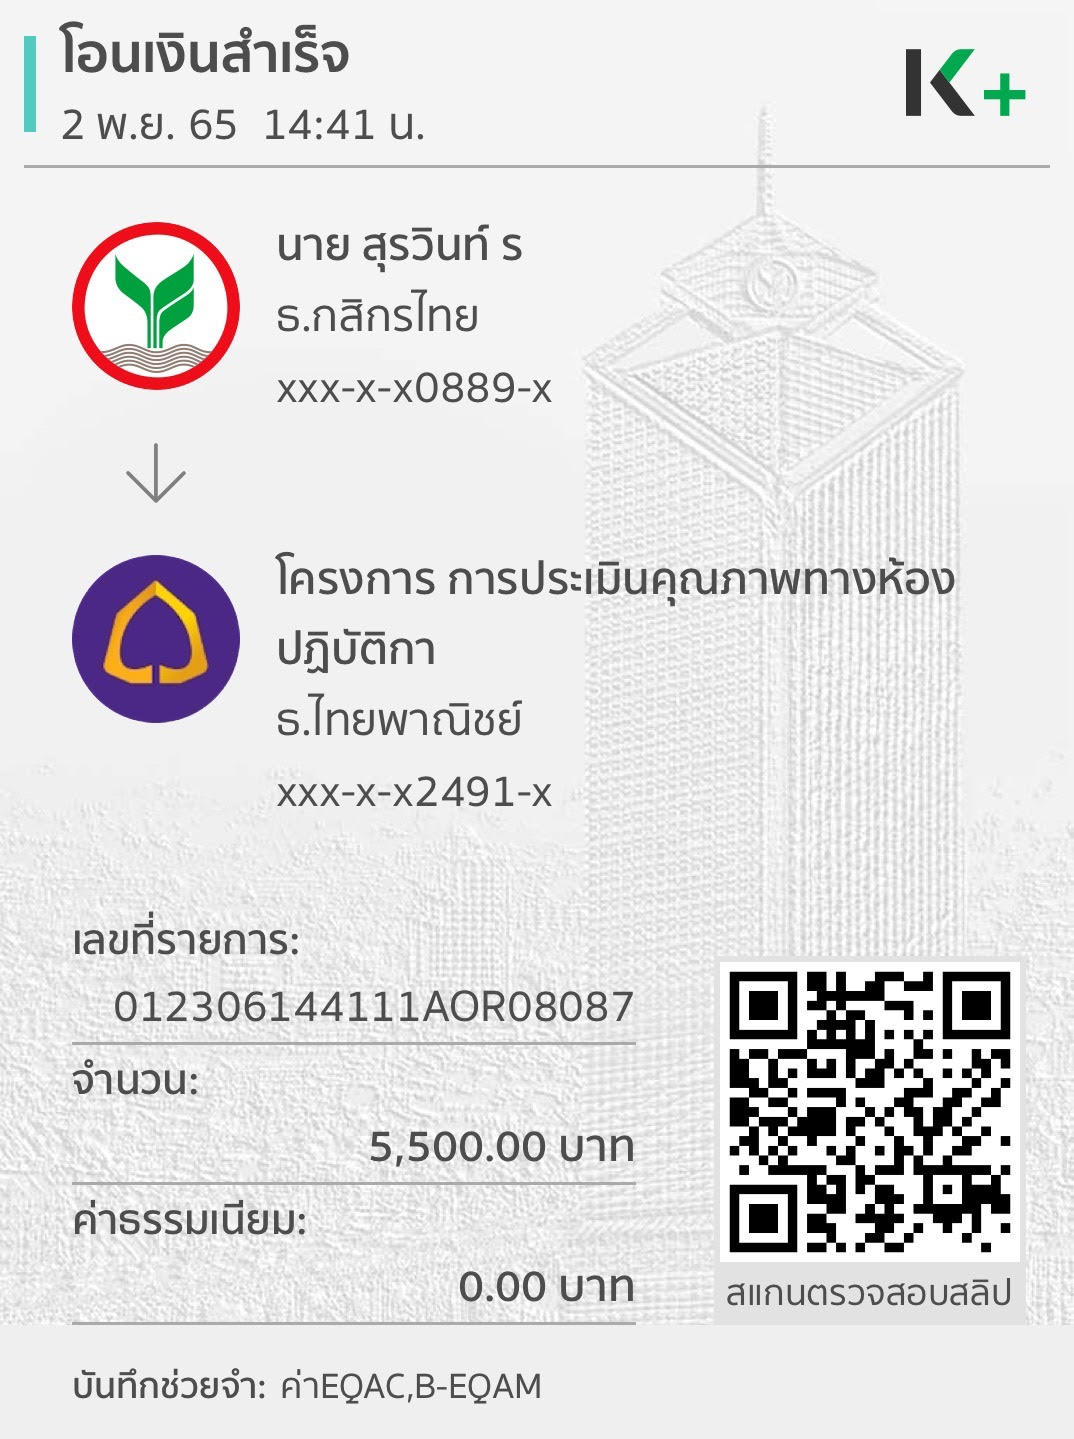 โอนเงินสำเร็จ
2 พ.ย. 65  14:41 น.
K+
นาย สุรวินท์ ร
ธ.กสิกรไทย
xxx-x-x0889-x
โครงการ การประเมินคุณภาพทางห้อง
ปฏิบัติกา
ธ.ไทยพาณิชย์
xxx-x-x2491-x
เลขที่รายการ:
012306144111AOR08087
จำนวน:
5,500.00 บาท
ค่าธรรมเนียม:
0.00 บาท
สแกนตรวจสอบสลิป
บันทึกช่วยจำ: ค่าEQAC,B-EQAM